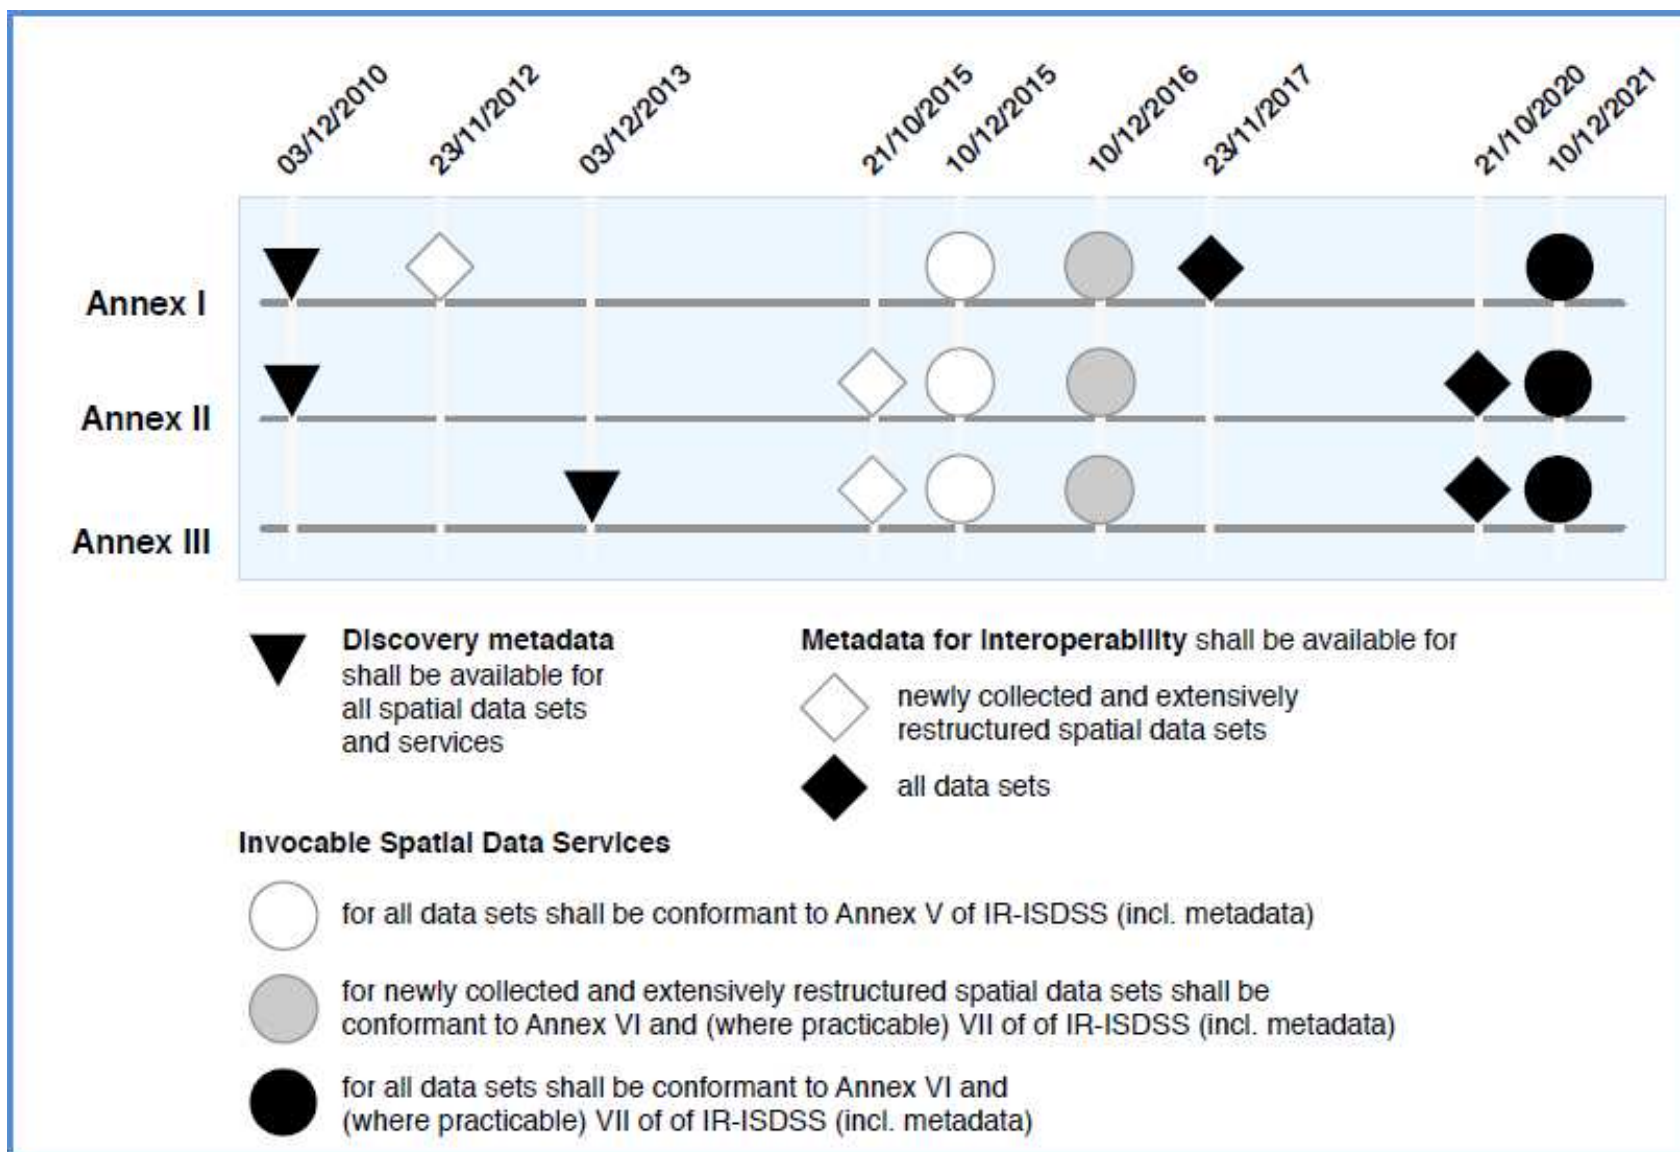 03/12/2010
23/11/2012
03/12/2013
21/10/2015
10/12/2015
10/12/2016
23/11/2017
21/10/2020
10/12/2021
Annex I
Annex II
Annex III
Discovery metadata
shall be available for
all spatial data sets
and services
Metadata for Interoperability shall be available for
newly collected and extensively
restructured spatial data sets
all data sets
Invocable Spatial Data Services
for all data sets shall be conformant to Annex V of IR-ISDSS (incl. metadata)
for newly collected and extensively restructured spatial data sets shall be
conformant to Annex VI and (where practicable) VII of of IR-ISDSS (incl. metadata)
for all data sets shall be conformant to Annex VI and
(where practicable) VII of of IR-ISDSS (incl. metadata)